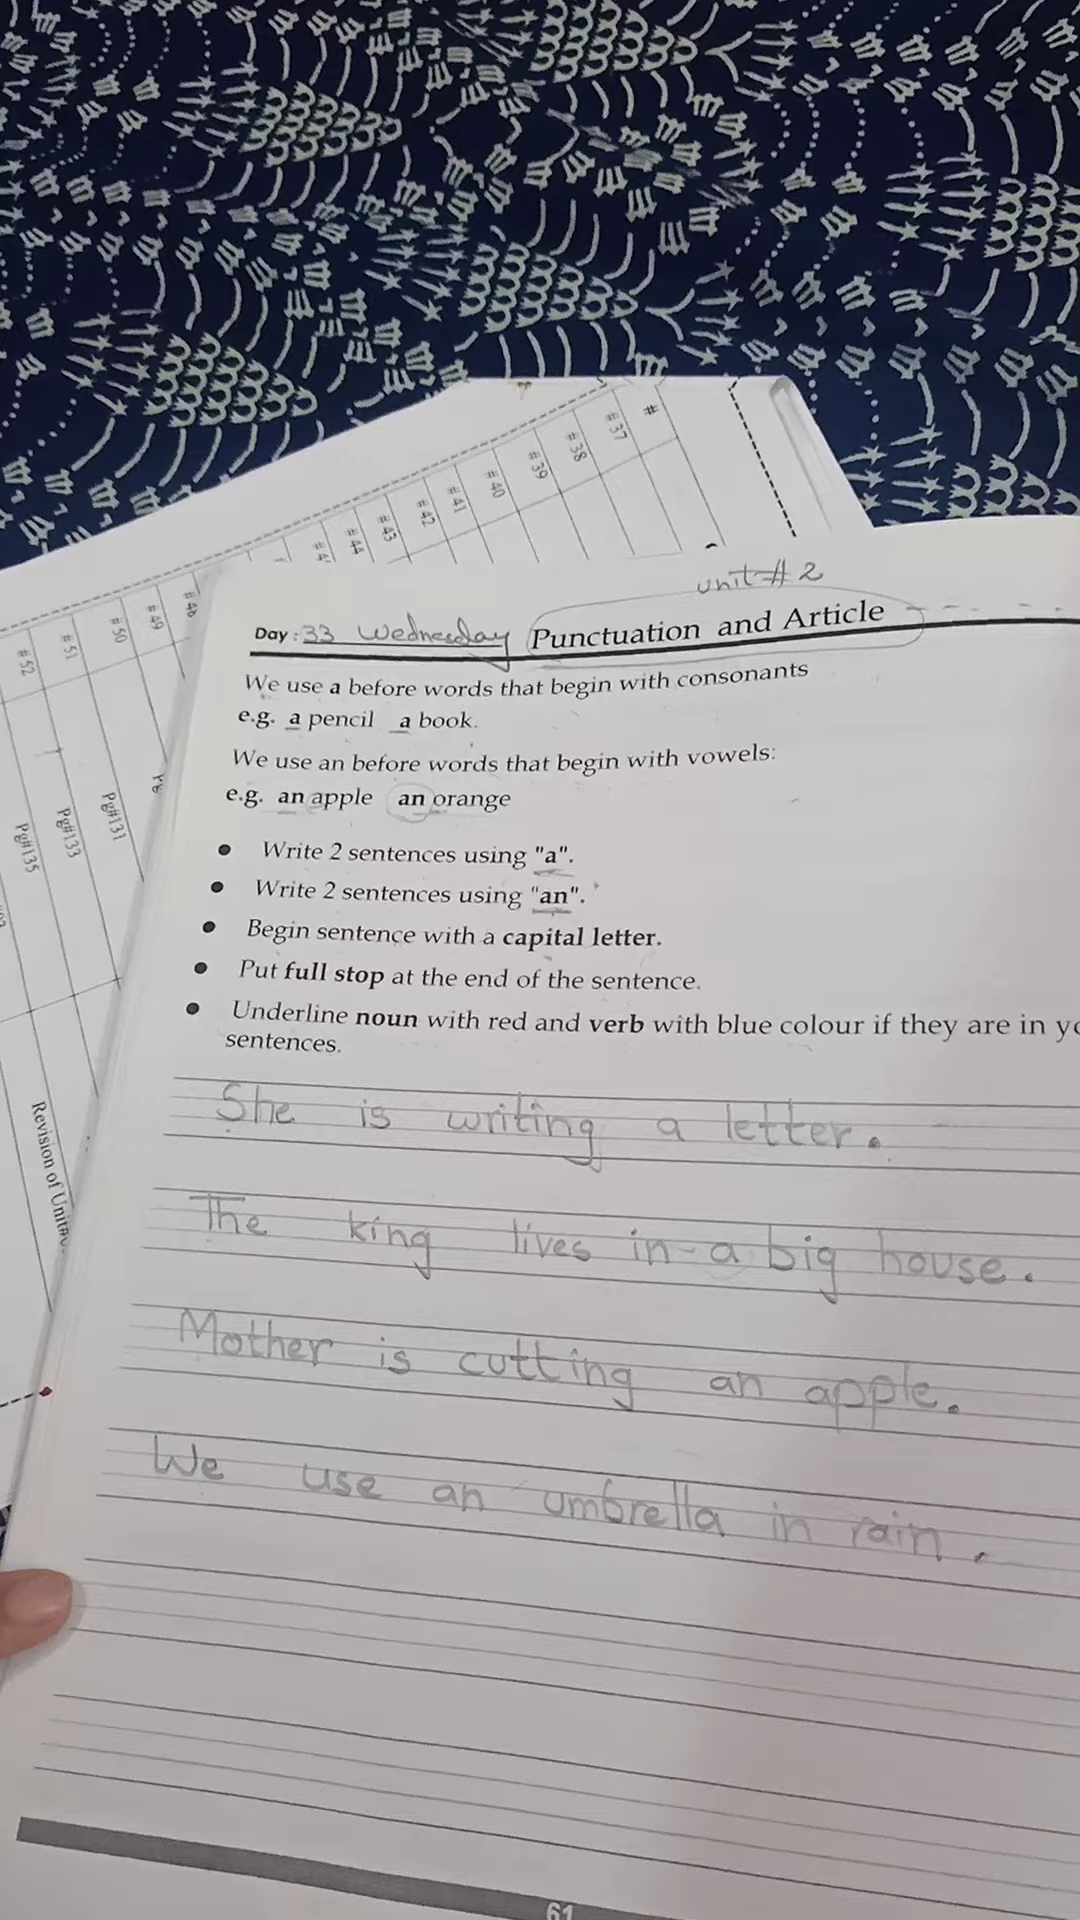 #
#37
#38
#39
#40
#41
#42
#43
#44
#48
#49
#50
#51
#52
Pg#131
Pg#133
Pg#135
Revision of
unit # 2
Day : 33 Wednesday Punctuation and Article
We use a before words that begin with consonants
e.g. a pencil a book.
We use an before words that begin with vowels:
e.g. an apple an orange
• Write 2 sentences using "a".
• Write 2 sentences using "an".
• Begin sentence with a capital letter.
• Put full stop at the end of the sentence.
• Underline noun with red and verb with blue colour if they are in
sentences.
She is writing a letter.
The king lives in a big house.
Mother is cutting an apple.
We use an umbrella in rain.
61